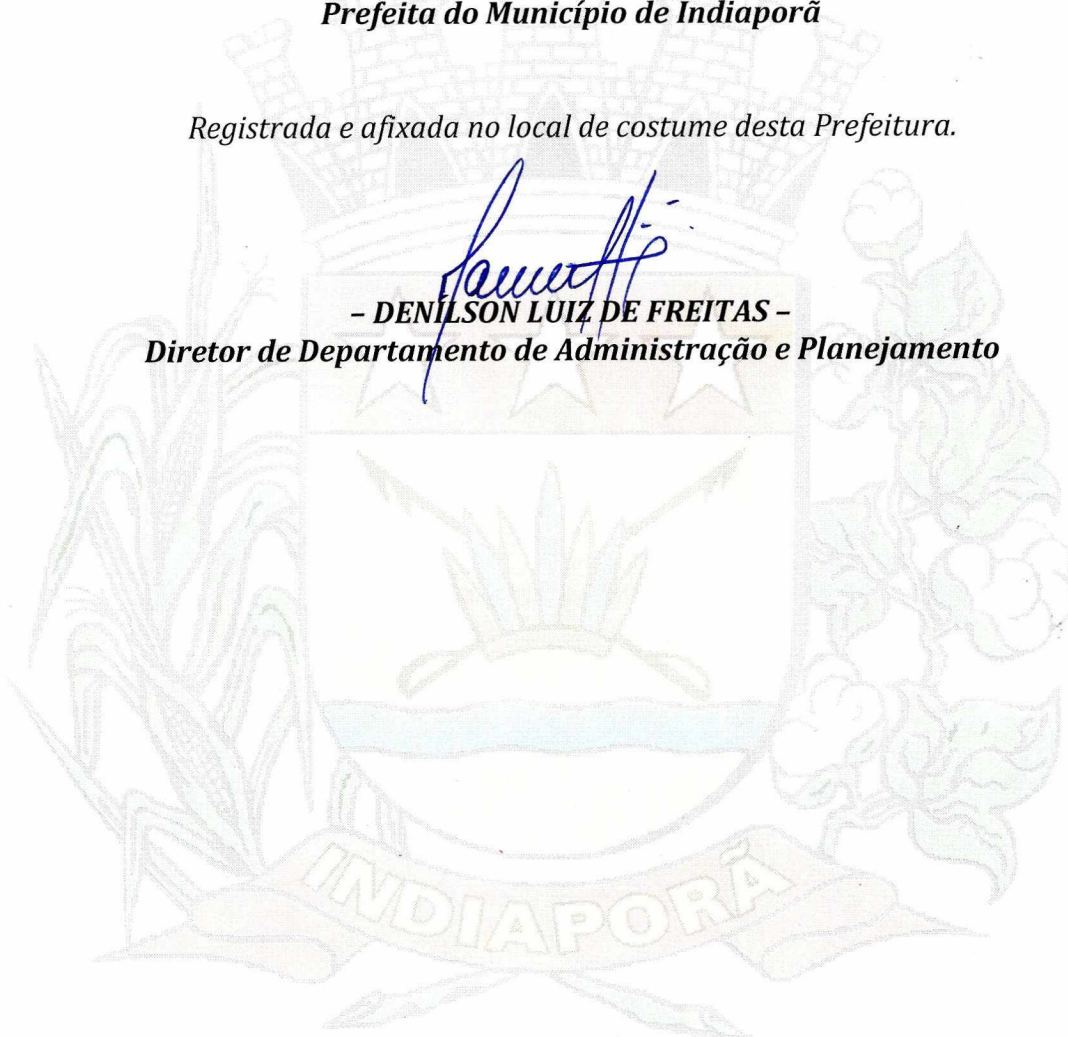 Prefeita do Município de Indiaporã
Registrada e afixada no local de costume desta Prefeitura.
– DENILSON LUIZ DE FREITAS –
Diretor de Departamento de Administração e Planejamento
INDIAPORÃ